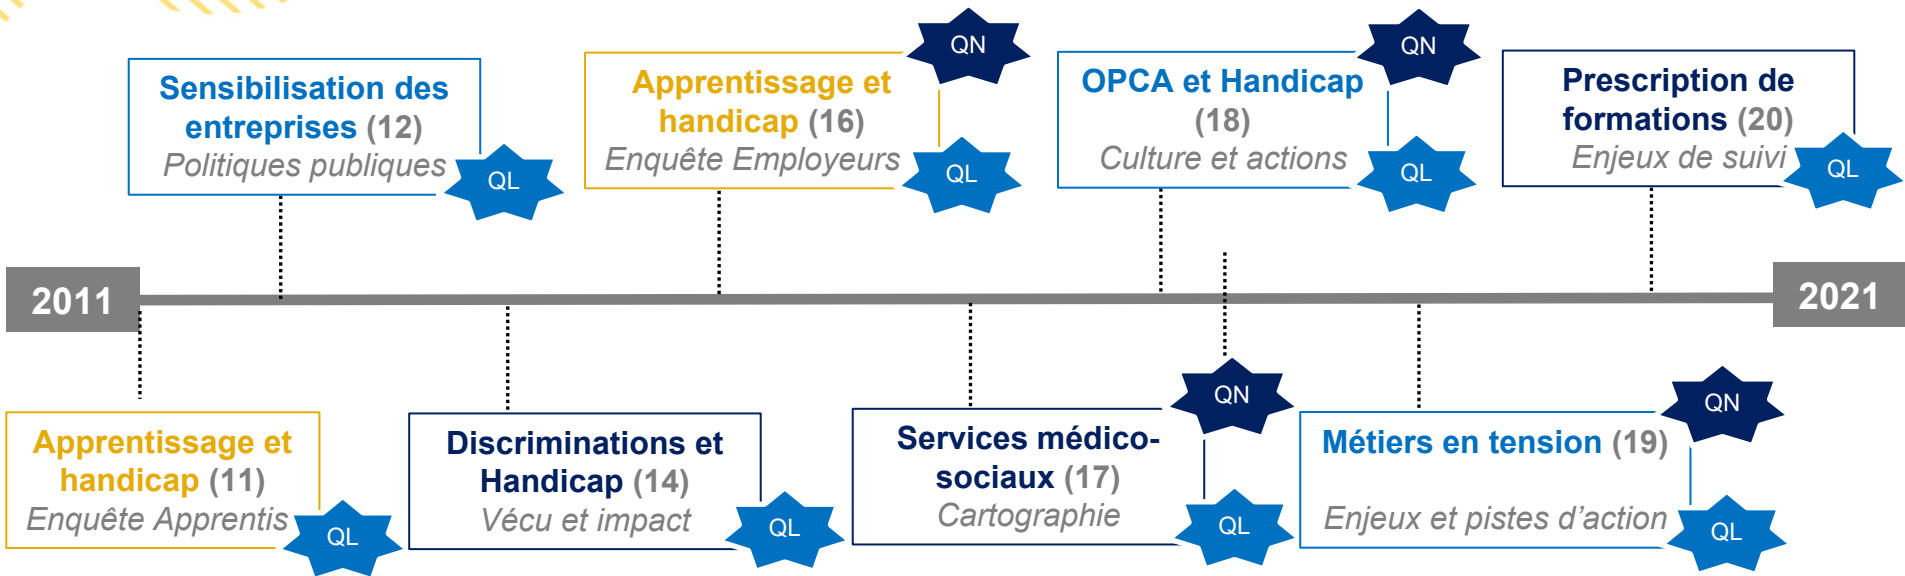 Sensibilisation des
entreprises (12)
Politiques publiques
QL
Apprentissage et
handicap (16)
Enquête Employeurs
QN
QL
OPCA et Handicap
(18)
Culture et actions
QN
QL
Prescription de
formations (20)
Enjeux de suivi
QL
2011
2021
Apprentissage et
handicap (11)
Enquête Apprentis
QL
Discriminations et
Handicap (14)
Vécu et impact
QL
Services médico-
sociaux (17)
Cartographie
QN
QL
Métiers en tension (19)
Enjeux et pistes d’action
QN
QL